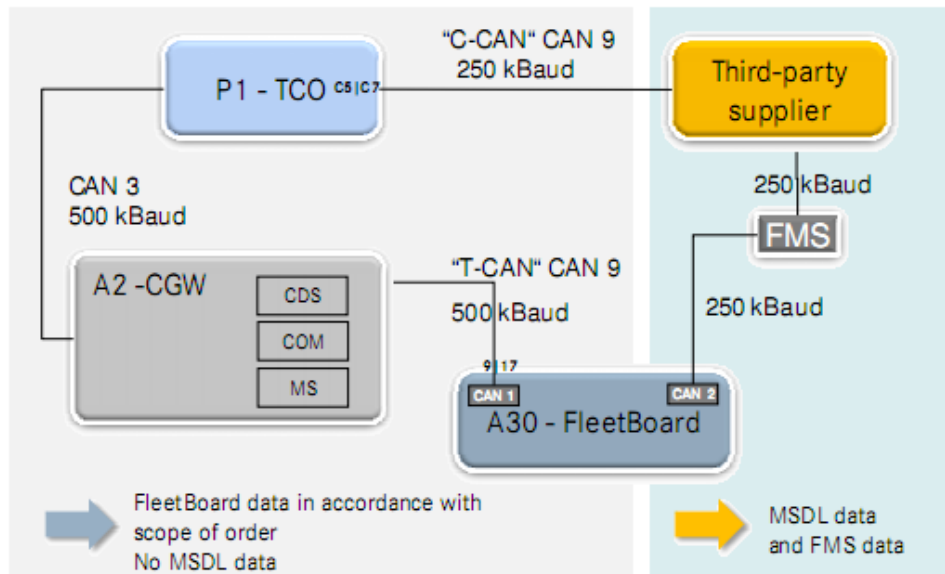 "C-CAN" CAN 9
250 kBaud
P1 - TCO C5|C7
Third-party
supplier
CAN 3
500 kBaud
250 kBaud
FMS
A2 -CGW
CDS
COM
MS
"T-CAN" CAN 9
500 kBaud
250 kBaud
9|17
CAN 1
CAN 2
A30 - FleetBoard
FleetBoard data in accordance with
scope of order
No MSDL data
MSDL data
and FMS data